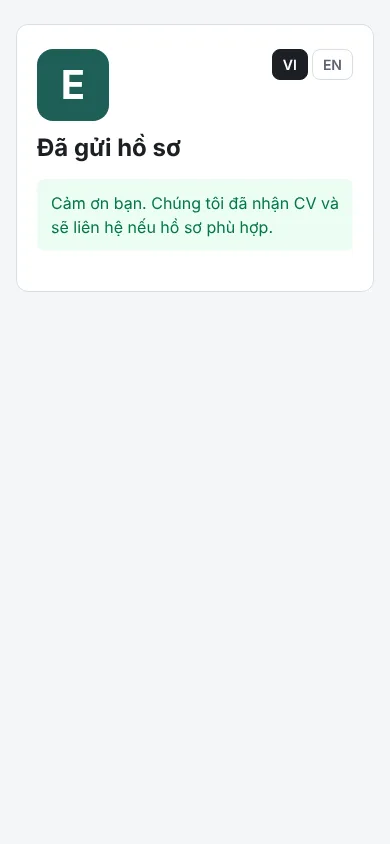 E
VI EN
Đã gửi hồ sơ
Cảm ơn bạn. Chúng tôi đã nhận CV và
sẽ liên hệ nếu hồ sơ phù hợp.